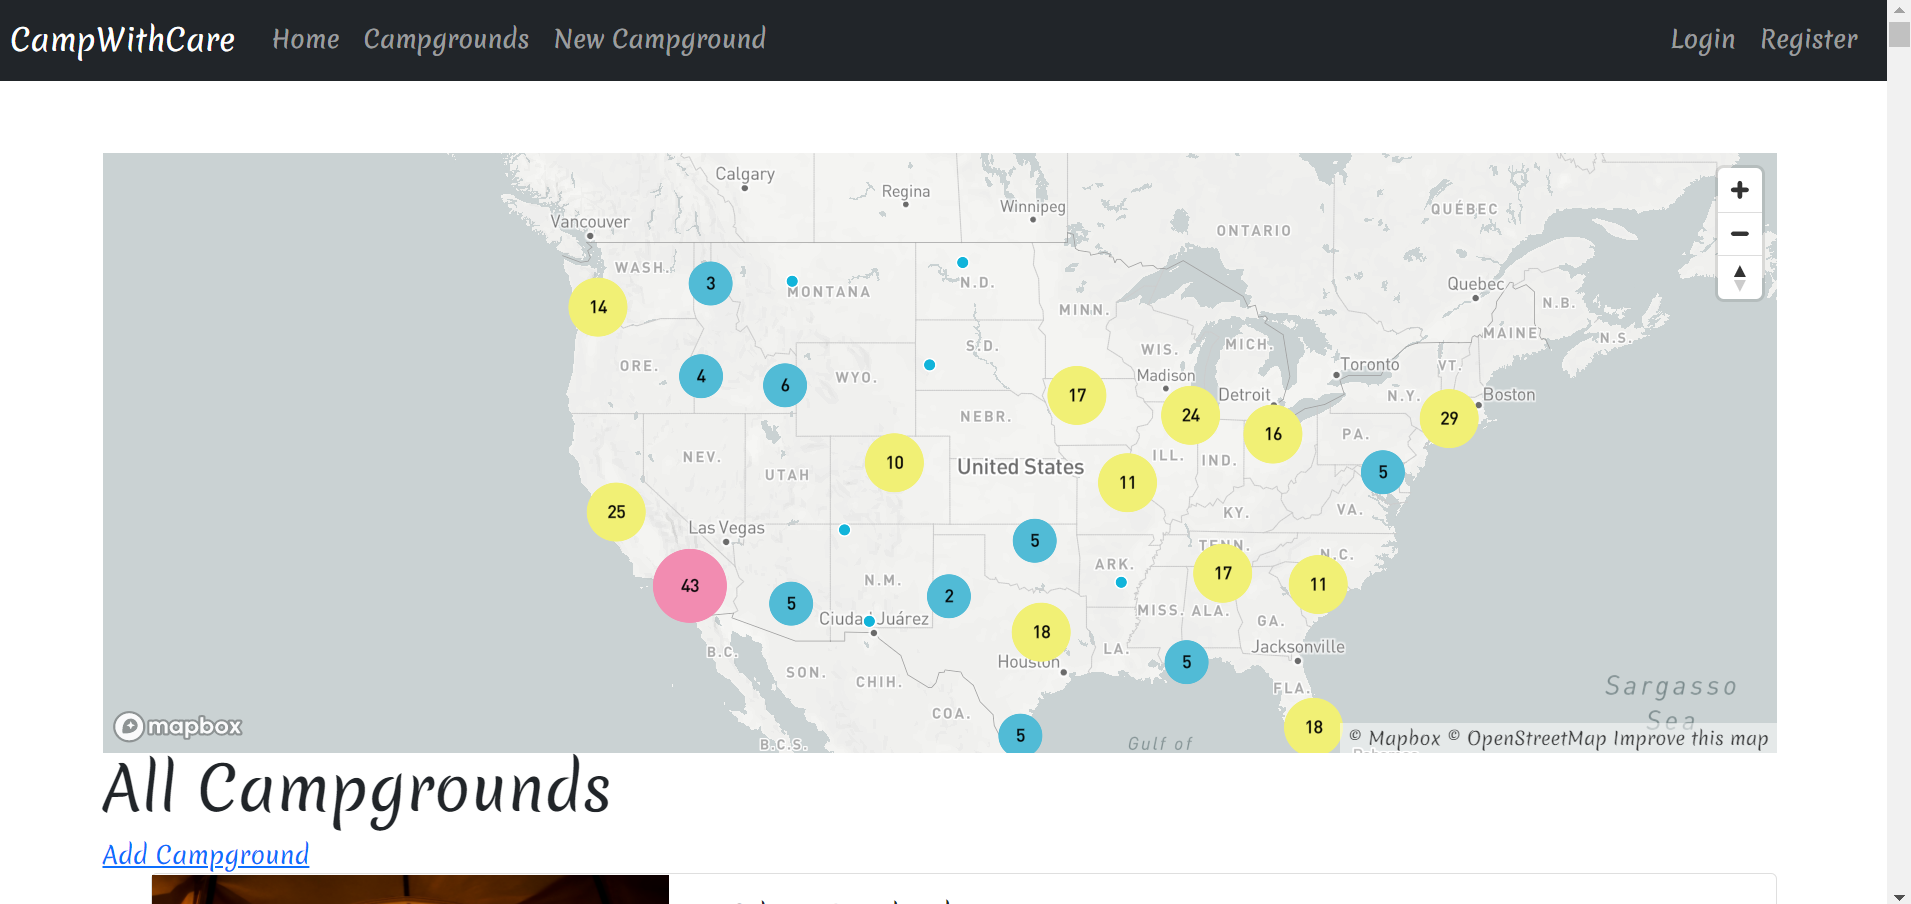 CampWithCare Home Campgrounds New Campground Login Register
Calgary
Regina
Winnipeg
Vancouver
QUÉBEC
ONTARIO
WASH.
3
MONTANA
N.D.
Quebec
N.B.
14
MINN.
MAINE
N.S.
ORE.
4
6
WYO.
S.D.
WIS.
MICH.
Toronto
VT.
Madison
17
Detroit
N.Y.
Boston
NEBR.
24
16
PA.
29
NEV.
UTAH
10
United States
ILL.
IND.
5
11
25
Las Vegas
KY.
VA.
5
TENN.
N.C.
43
5
N.M.
2
ARK.
17
11
Ciudad Juárez
MISS.
ALA.
GA.
18
Houston
LA.
5
Jacksonville
B.C.
SON.
CHIH.
FLA.
Sargasso
Sea
COA.
5
18
mapbox
B.C.S.
Gulf of
© Mapbox © OpenStreetMap Improve this map
All Campgrounds
Add Campground